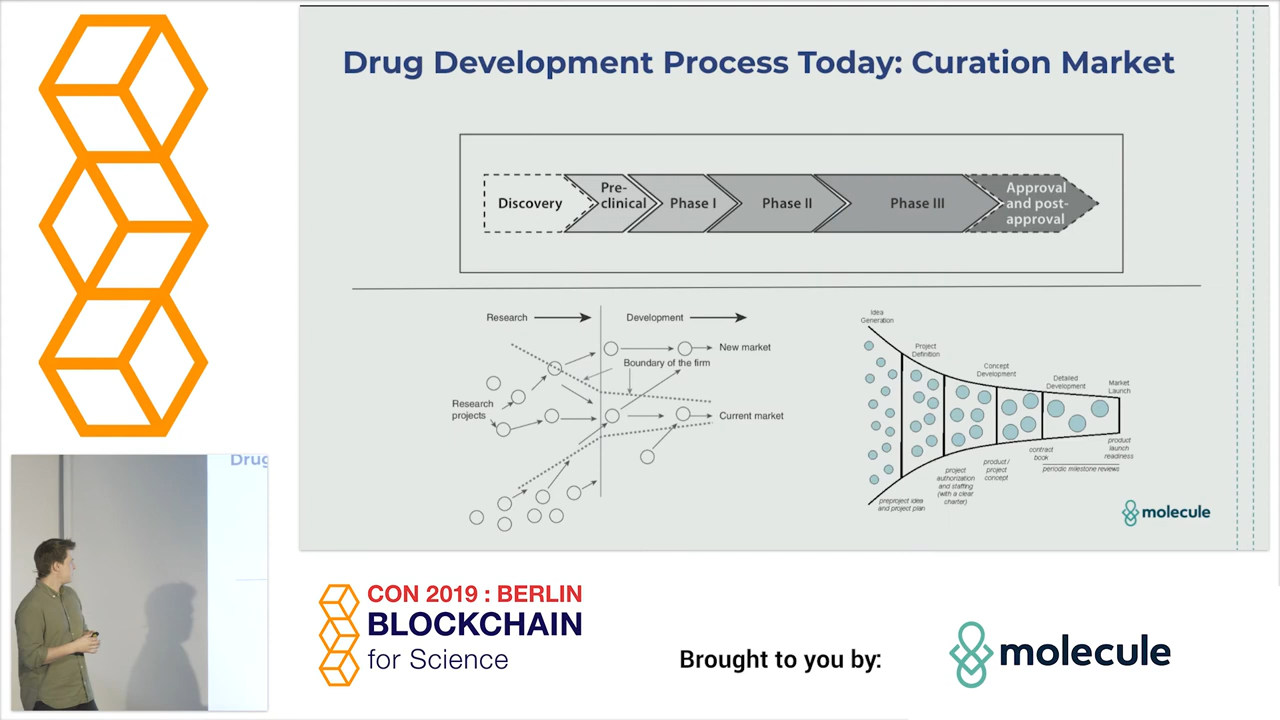 Drug Development Process Today: Curation Market
Discovery
Pre-
clinical
Phase I
Phase II
Phase III
Approval
and post-
approval
Research
Development
New market
Boundary of the firm
Research
projects
Current market
Idea
Generation
Project
Definition
Concept
Development
Detailed
Development
Market
Launch
preproject idea
and project plan
project
authorization
and staffing
(with a clear
charter)
product/
project
concept
contract
book
periodic milestone reviews
product
launch
readiness
molecule
Drug
CON 2019 : BERLIN
BLOCKCHAIN
for Science
Brought to you by:
molecule